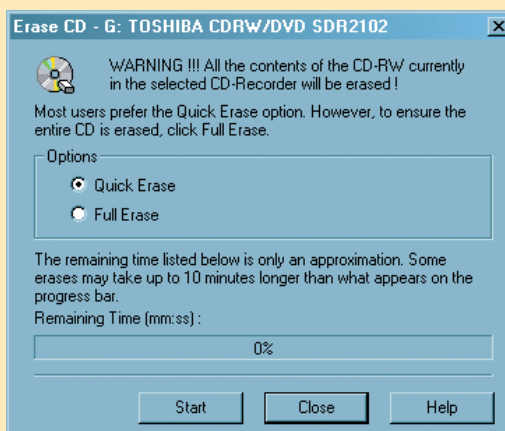 Erase CD - G: TOSHIBA CDRW/DVD SDR2102
WARNING !!! All the contents of the CD-RW currently
in the selected CD-Recorder will be erased !
Most users prefer the Quick Erase option. However, to ensure the
entire CD is erased, click Full Erase.
Options
Quick Erase
Full Erase
The remaining time listed below is only an approximation. Some
erases may take up to 10 minutes longer than what appears on the
progress bar.
Remaining Time (mm:ss) :
0%
Start Close Help